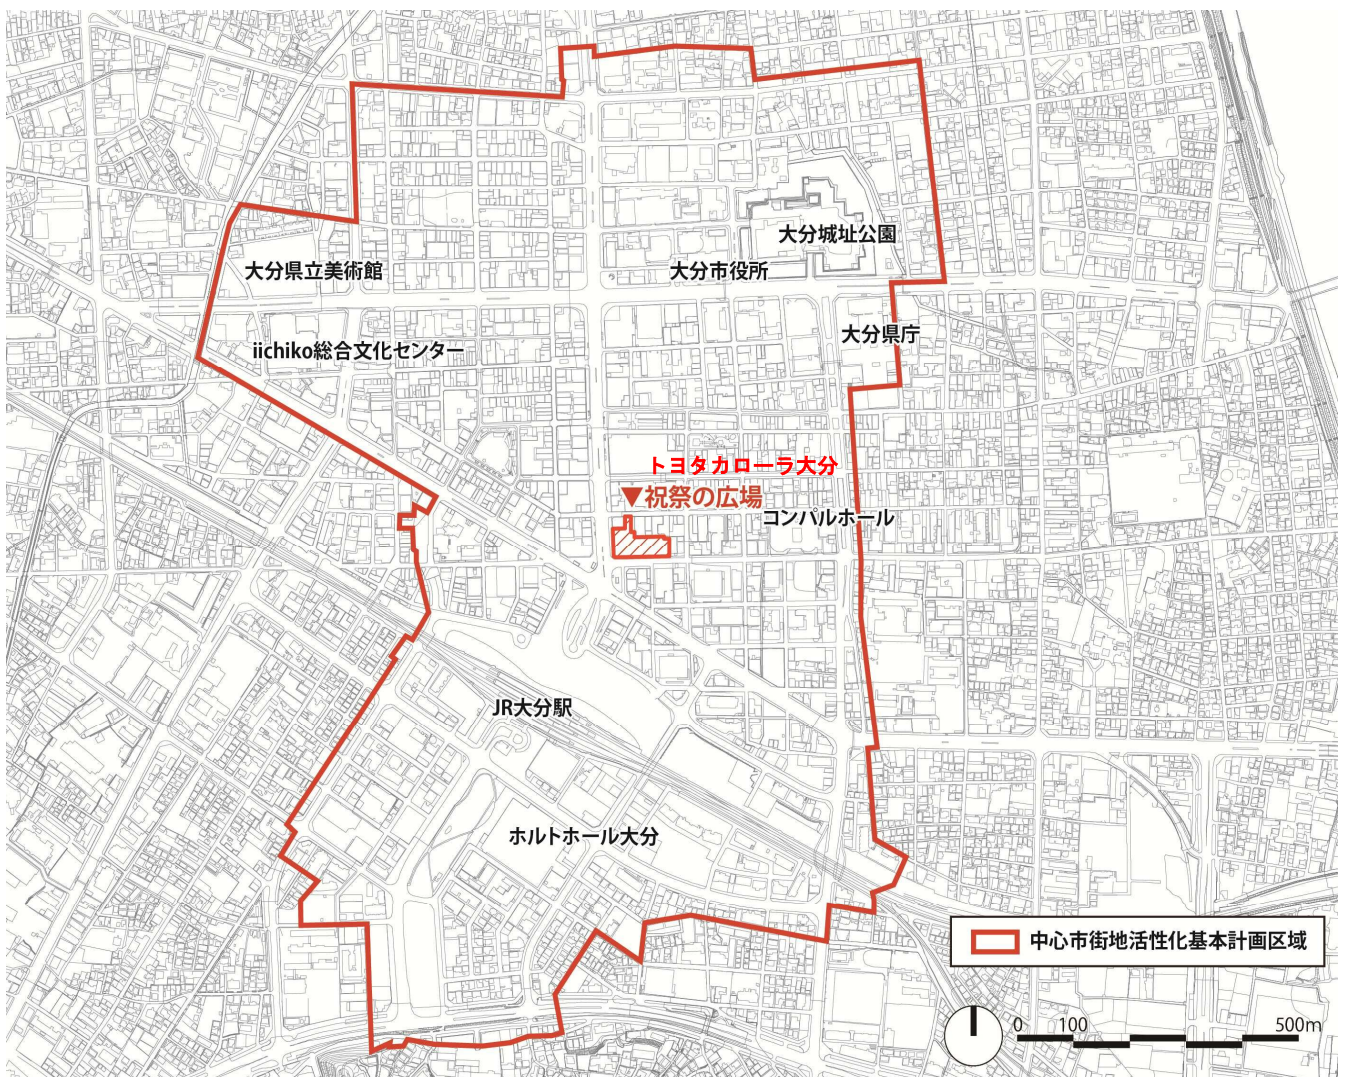 大分城址公園
大分県立美術館
大分市役所
大分県庁
iichiko総合文化センター
トヨタカローラ大分
▼祝祭の広場
コンパルホール
JR大分駅
ホルトホール大分
中心市街地活性化基本計画区域
0 100 500m